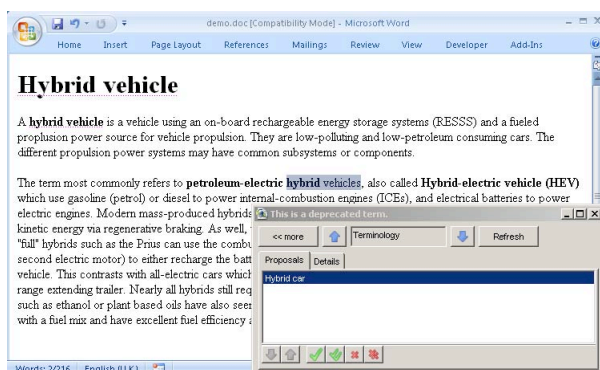 demo.doc [Compatibility Mode] - Microsoft Word
Home Insert Page Layout References Mailings Review View Developer Add-Ins
Hybrid vehicle
A hybrid vehicle is a vehicle using an on-board rechargeable energy storage systems (RESSS) and a fueled
proplusion power source for vehicle propulsion. They are low-polluting and low-petroleum consuming cars. The
different propulsion power systems may have common subsystems or components.
The term most commonly refers to petroleum-electric hybrid vehicles, also called Hybrid-electric vehicle (HEV)
which use gasoline (petrol) or diesel to power internal-combustion engines (ICEs), and electrical batteries to power
electric engines. Modern mass-produced hybrids
kinetic energy via regenerative braking. As well,
"full" hybrids such as the Prius can use the combu
second electric motor) to either recharge the batt
vehicle. This contrasts with all-electric cars which
range extending trailer. Nearly all hybrids still req
such as ethanol or plant based oils have also seen
with a fuel mix and have excellent fuel efficiency
This is a deprecated term.
<< more Terminology Refresh
Proposals Details
Hybrid car
Words: 2/216 English (U.K.)